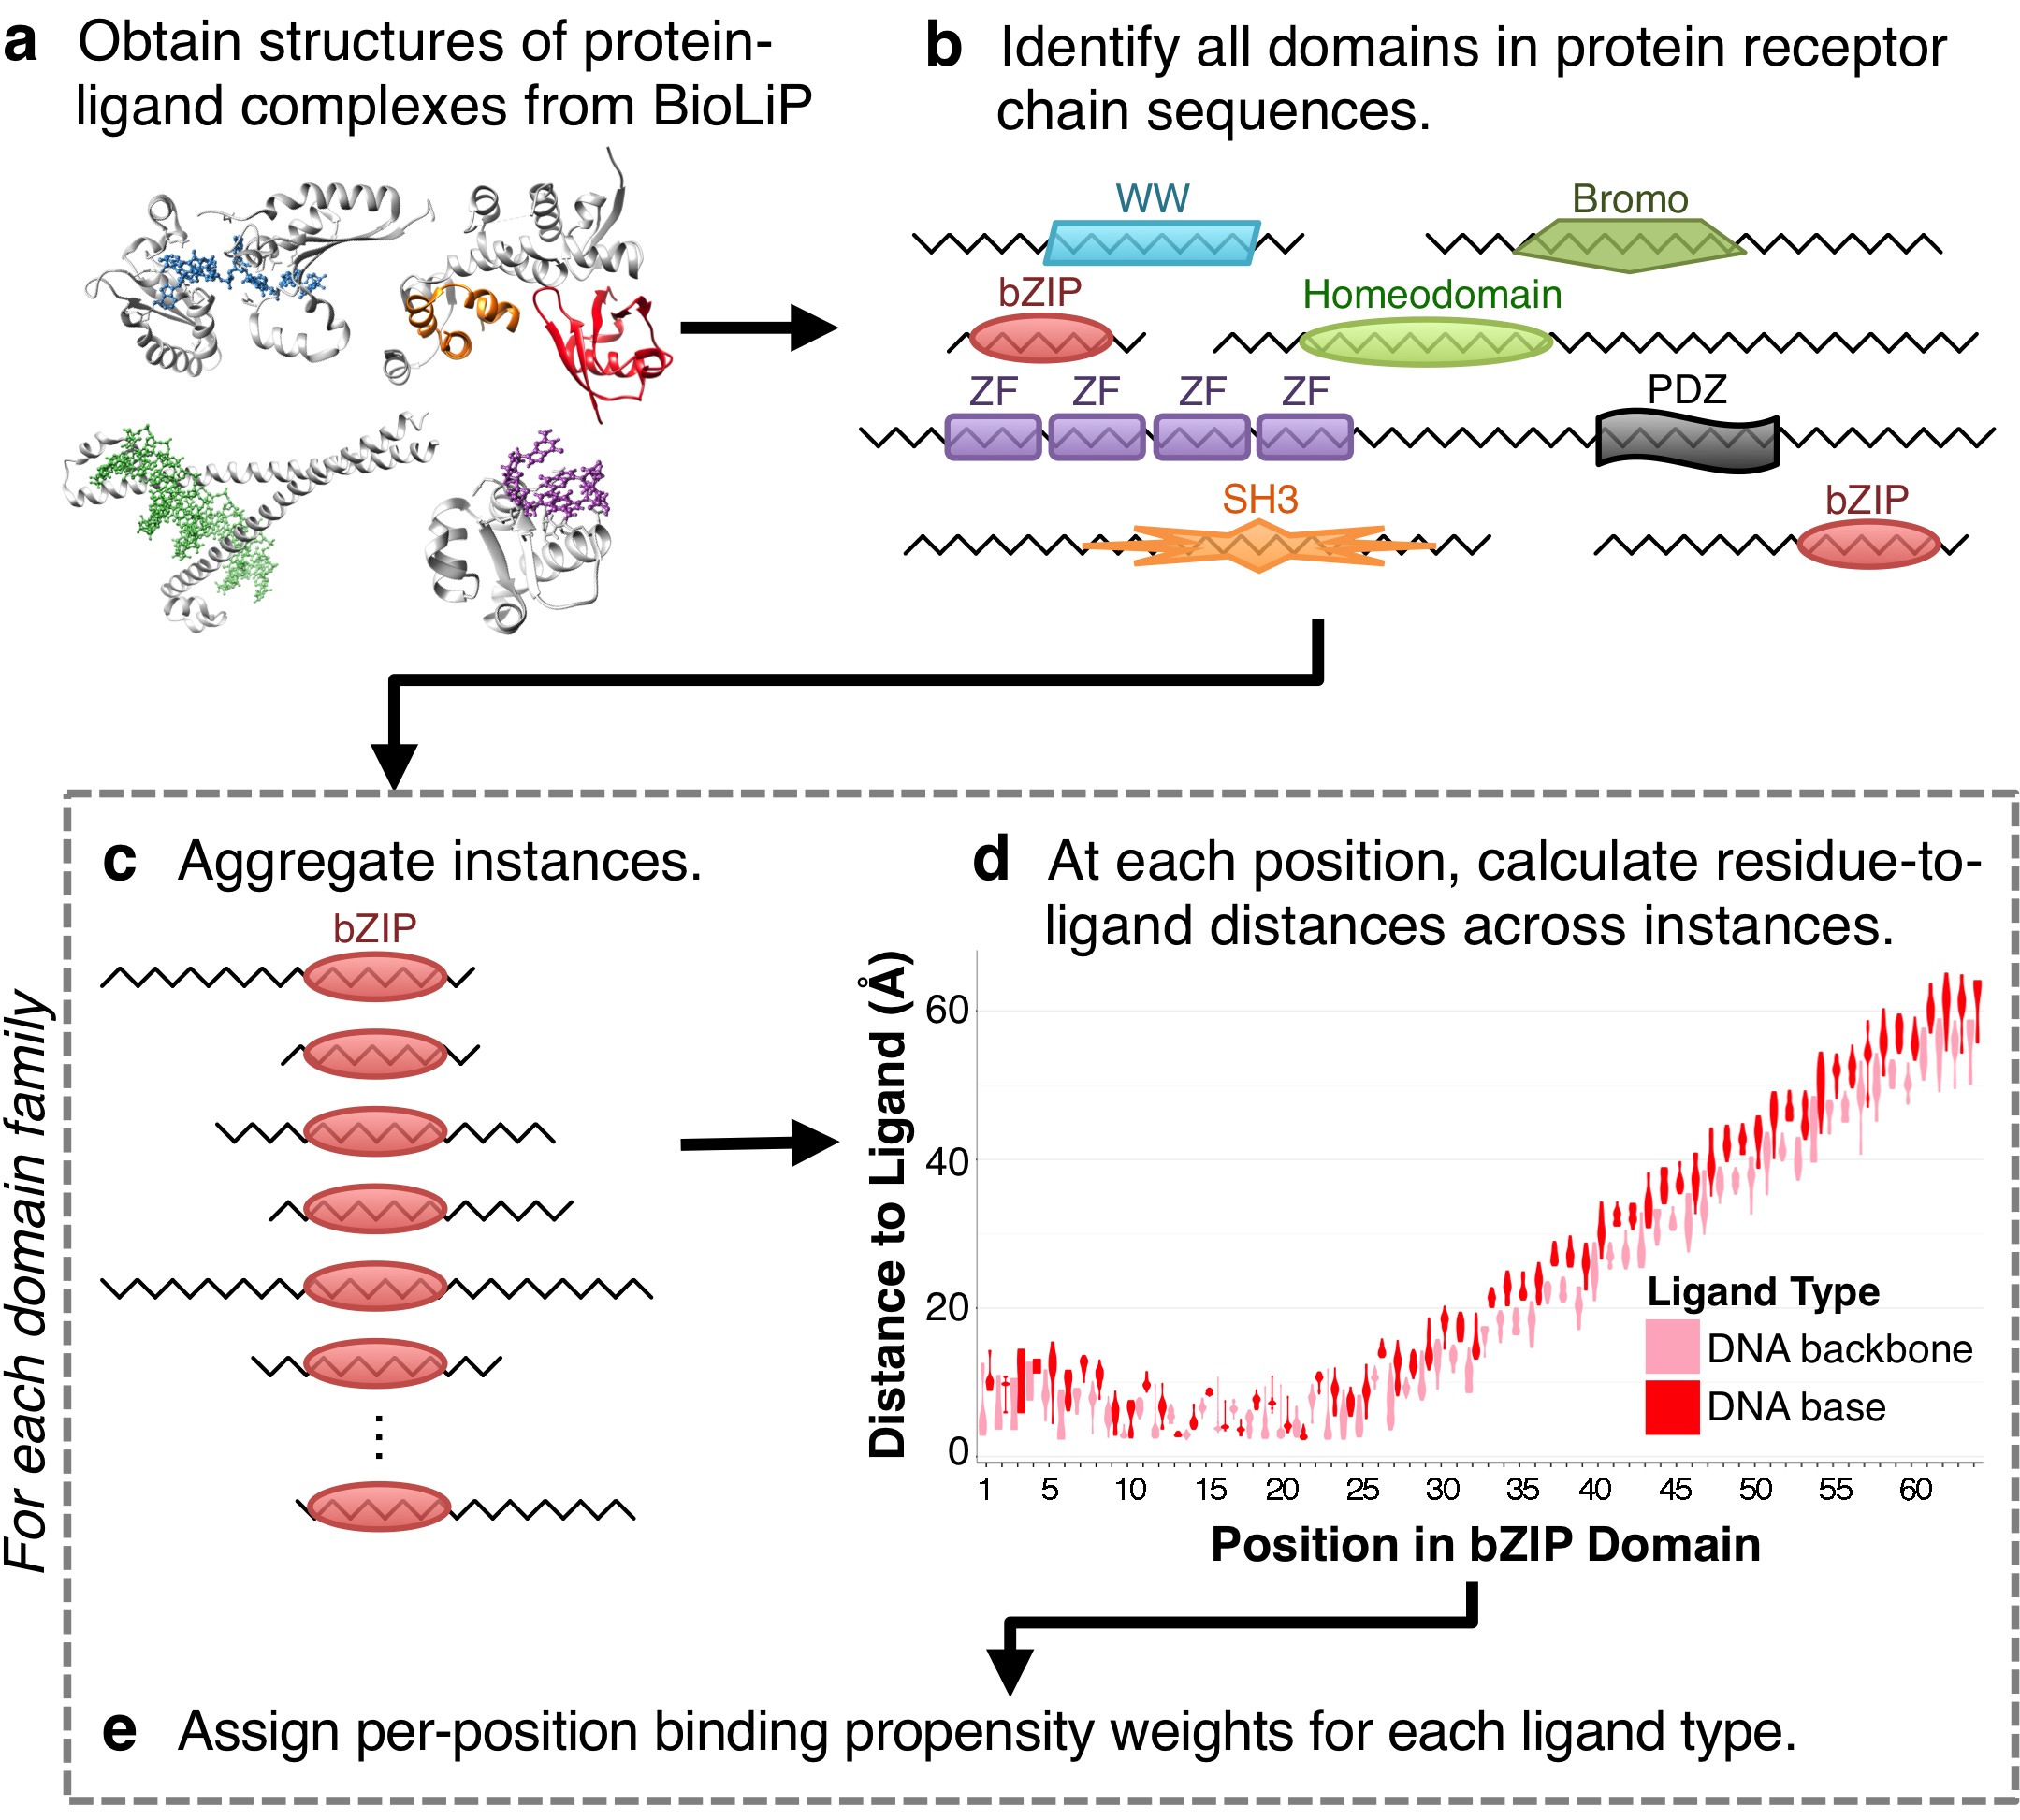 a Obtain structures of protein-
ligand complexes from BioLiP
b Identify all domains in protein receptor
chain sequences.
WW
Bromo
bZIP
Homeodomain
ZF ZF ZF ZF
PDZ
SH3
bZIP
For each domain family
c Aggregate instances.
bZIP
⋮
d At each position, calculate residue-to-
ligand distances across instances.
Distance to Ligand (Å)
60
40
20
0
Ligand Type
DNA backbone
DNA base
1 5 10 15 20 25 30 35 40 45 50 55 60
Position in bZIP Domain
e Assign per-position binding propensity weights for each ligand type.